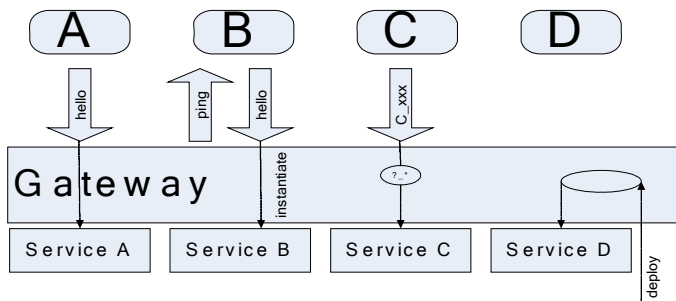 A
B
C
D
hello
ping
hello
C_xxx
Gateway
instantiate
?_*
Service A
Service B
Service C
Service D
deploy